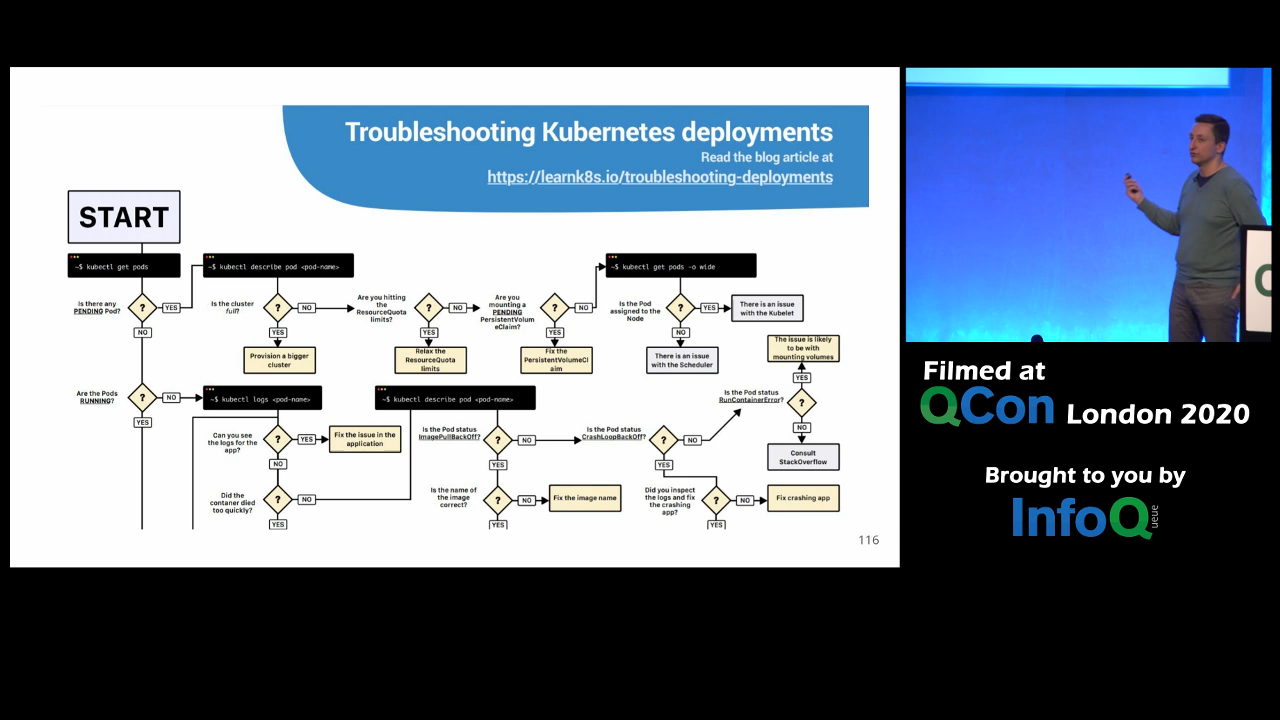 Troubleshooting Kubernetes deployments
Read the blog article at
https://learnk8s.io/troubleshooting-deployments
START
~$ kubectl get pods
~$ kubectl describe pod <pod-name>
~$ kubectl get pods -o wide
Is there any
PENDING Pod?
?
YES
NO
Is the cluster
full?
?
NO
YES
Provision a bigger
cluster
Are you hitting
the
ResourceQuota
limits?
?
NO
YES
Relax the
ResourceQuota
limits
Are you
mounting a
PENDING
PersistentVolum
eClaim?
?
NO
YES
Fix the
PersistentVolumeCl
aim
Is the Pod
assigned to the
Node
?
YES
There is an issue
with the Kubelet
NO
There is an issue
with the Scheduler
The issue is likely
to be with
mounting volumes
YES
Are the Pods
RUNNING?
?
NO
YES
~$ kubectl logs <pod-name>
~$ kubectl describe pod <pod-name>
Is the Pod status
RunContainerError?
?
NO
Consult
StackOverflow
Can you see
the logs for the
app?
?
YES
Fix the issue in the
application
NO
Is the Pod status
ImagePullBackOff?
?
NO
YES
Is the Pod status
CrashLoopBackOff?
?
NO
YES
Did the
contaner died
too quickly?
?
NO
YES
Is the name of
the image
correct?
?
NO
Fix the image name
YES
Did you inspect
the logs and fix
the crashing
app?
?
NO
Fix crashing app
YES
116
Filmed at
QCon London 2020
Brought to you by
InfoQ
ueue